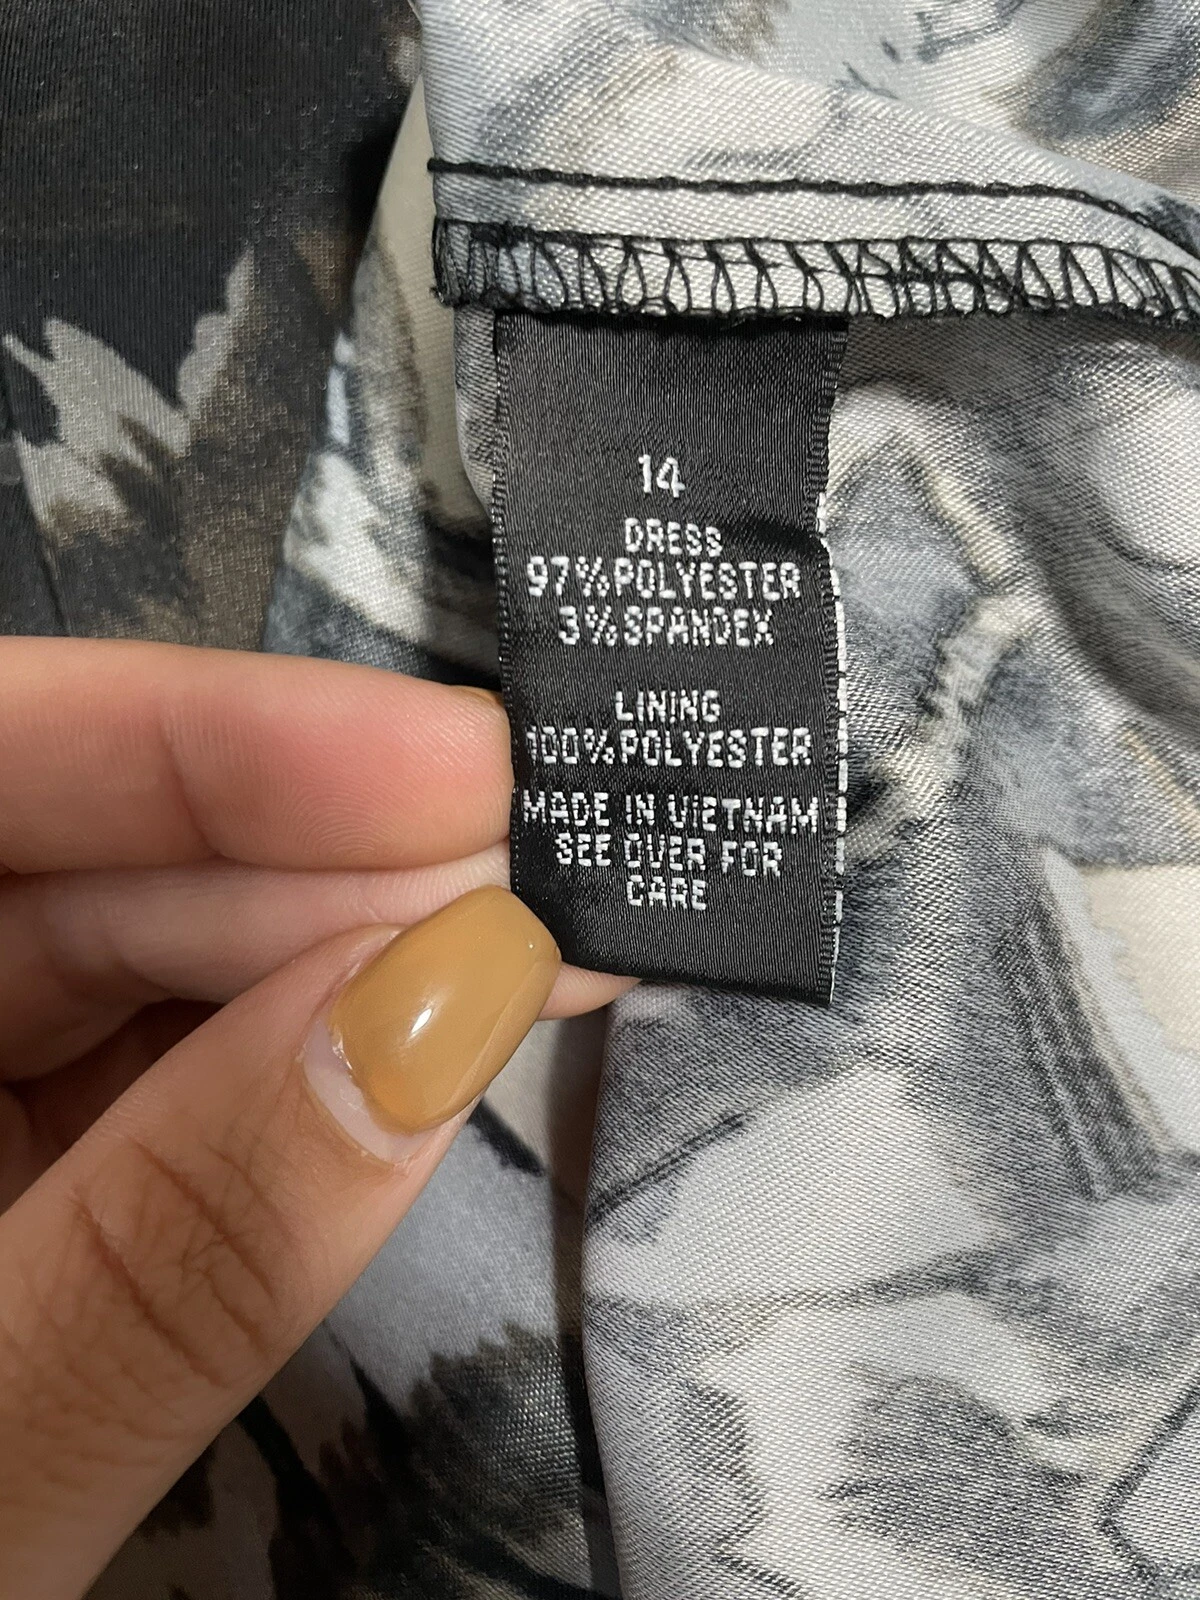 14
DRESS
97%POLYESTER
3%SPANDEX
LINING
100%POLYESTER
MADE IN VIETNAM
SEE OVER FOR
CARE